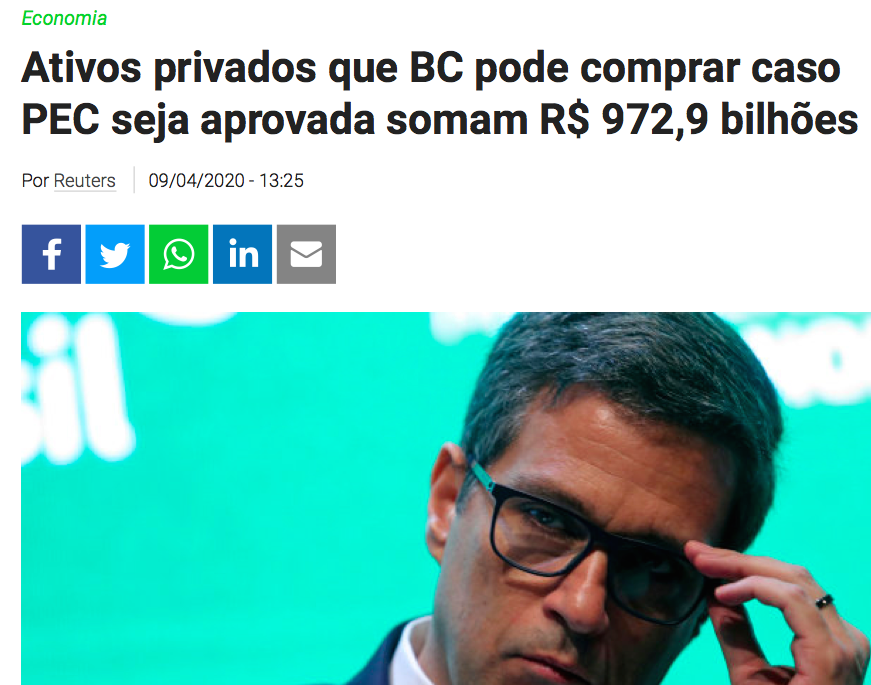 Economia
Ativos privados que BC pode comprar caso
PEC seja aprovada somam R$ 972,9 bilhões
Por Reuters 09/04/2020 - 13:25
in
il